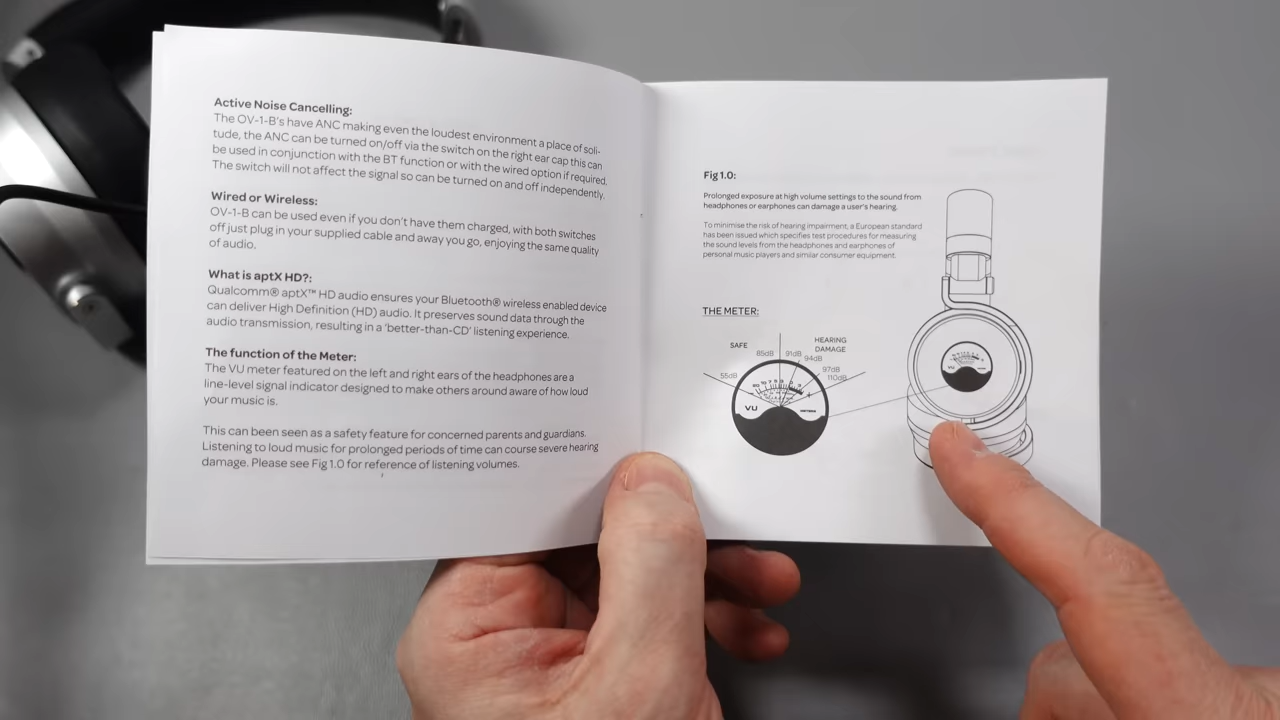 Active Noise Cancelling:
The OV-1-B's have ANC making even the loudest environment a place of soli-
tude, the ANC can be turned on/off via the switch on the right ear cap this can
be used in conjunction with the BT function or with the wired option if required.
The switch will not affect the signal so can be turned on and off independently.
Wired or Wireless:
OV-1-B can be used even if you don't have them charged, with both switches
off just plug in your supplied cable and away you go, enjoying the same quality
of audio.
What is aptX HD?:
Qualcomm® aptX™ HD audio ensures your Bluetooth® wireless enabled device
can deliver High Definition (HD) audio. It preserves sound data through the
audio transmission, resulting in a 'better-than-CD' listening experience.
The function of the Meter:
The VU meter featured on the left and right ears of the headphones are a
line-level signal indicator designed to make others around aware of how loud
your music is.
This can been seen as a safety feature for concerned parents and guardians.
Listening to loud music for prolonged periods of time can course severe hearing
damage. Please see Fig 1.0 for reference of listening volumes.
Fig 1.0:
Prolonged exposure at high volume settings to the sound from
headphones or earphones can damage a user's hearing.
To minimise the risk of hearing impairment, a European standard
has been issued which specifies test procedures for measuring
the sound levels from the headphones and earphones of
personal music players and similar consumer equipment.
THE METER:
SAFE
HEARING
DAMAGE
55dB
85dB
91dB
94dB
97dB
110dB
VU